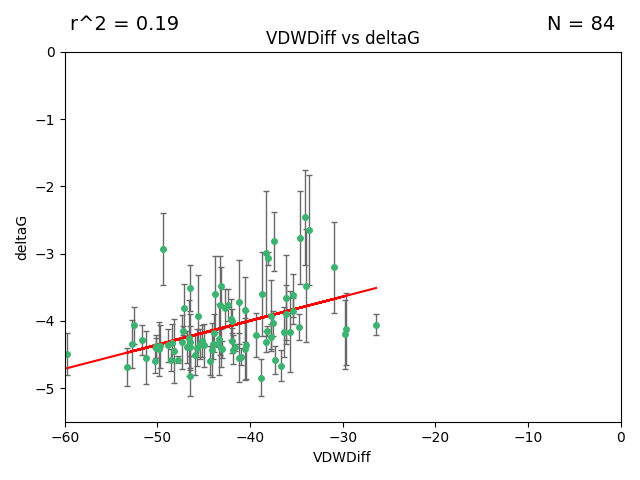 r^2 = 0.19
N = 84
VDWDiff vs deltaG
0
−1
−2
−3
−4
−5
deltaG
−60 −50 −40 −30 −20 −10 0
VDWDiff